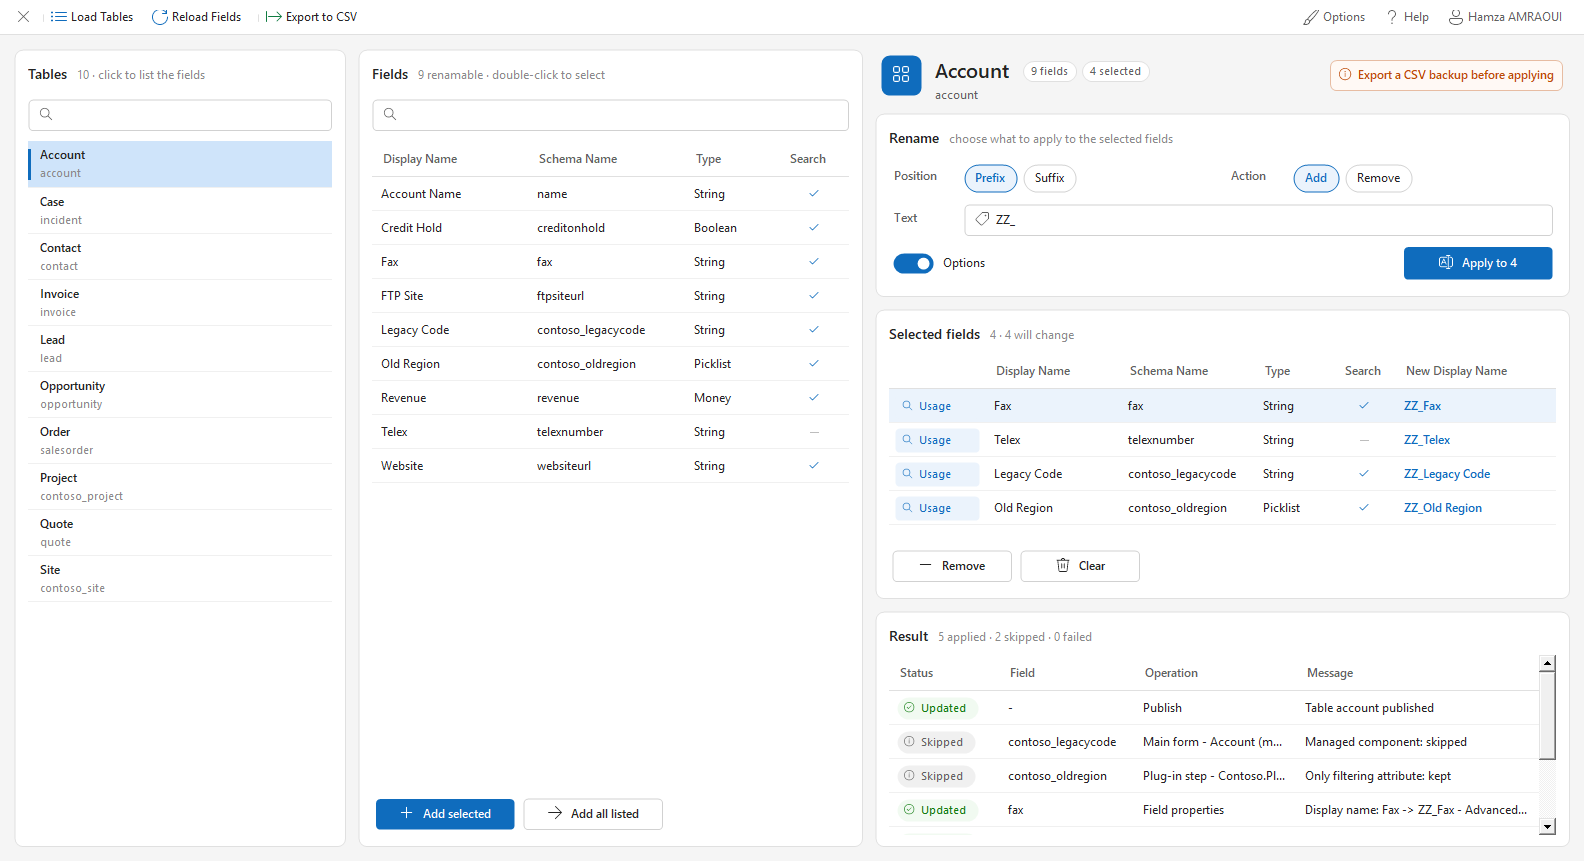 Load Tables
Reload Fields
Export to CSV
Options
Help
Hamza AMRAOUI
Tables 10 · click to list the fields
Account
account
Case
incident
Contact
contact
Invoice
invoice
Lead
lead
Opportunity
opportunity
Order
salesorder
Project
contoso_project
Quote
quote
Site
contoso_site
Fields 9 renamable · double-click to select
Display Name Schema Name Type Search
Account Name name String
Credit Hold creditonhold Boolean
Fax fax String
FTP Site ftpsiteurl String
Legacy Code contoso_legacycode String
Old Region contoso_oldregion Picklist
Revenue revenue Money
Telex telexnumber String —
Website websiteurl String
Add selected
Add all listed
Account 9 fields 4 selected
account
Export a CSV backup before applying
Rename choose what to apply to the selected fields
Position Prefix Suffix Action Add Remove
Text ZZ_
Options
Apply to 4
Selected fields 4 · 4 will change
Display Name Schema Name Type Search New Display Name
Usage Fax fax String ZZ_Fax
Usage Telex telexnumber String — ZZ_Telex
Usage Legacy Code contoso_legacycode String ZZ_Legacy Code
Usage Old Region contoso_oldregion Picklist ZZ_Old Region
Remove
Clear
Result 5 applied · 2 skipped · 0 failed
Status Field Operation Message
Updated - Publish Table account published
Skipped contoso_legacycode Main form - Account (m... Managed component: skipped
Skipped contoso_oldregion Plug-in step - Contoso.Pl... Only filtering attribute: kept
Updated fax Field properties Display name: Fax -> ZZ_Fax - Advanced...